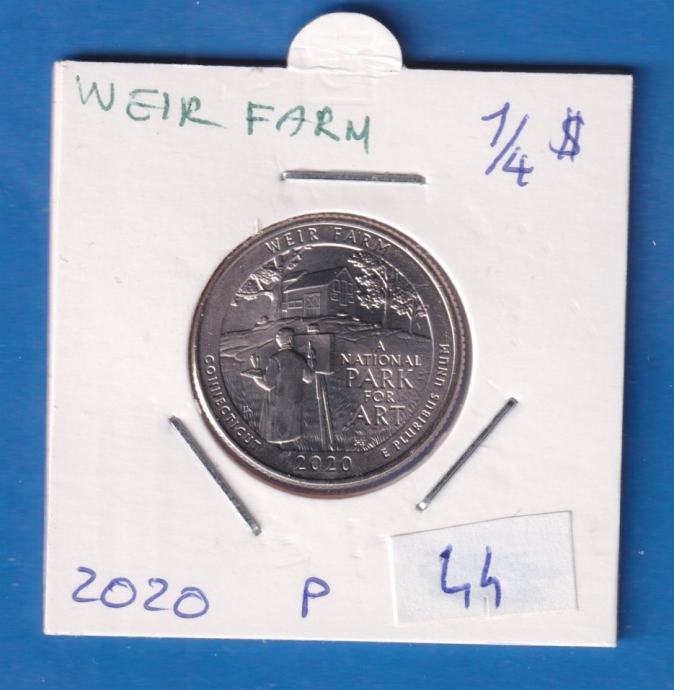 WEIR FARM 1/4 $
WEIR FARM
A
NATIONAL
PARK
FOR
ART
CONNECTICUT
E PLURIBUS UNUM
2020
2020 P 44